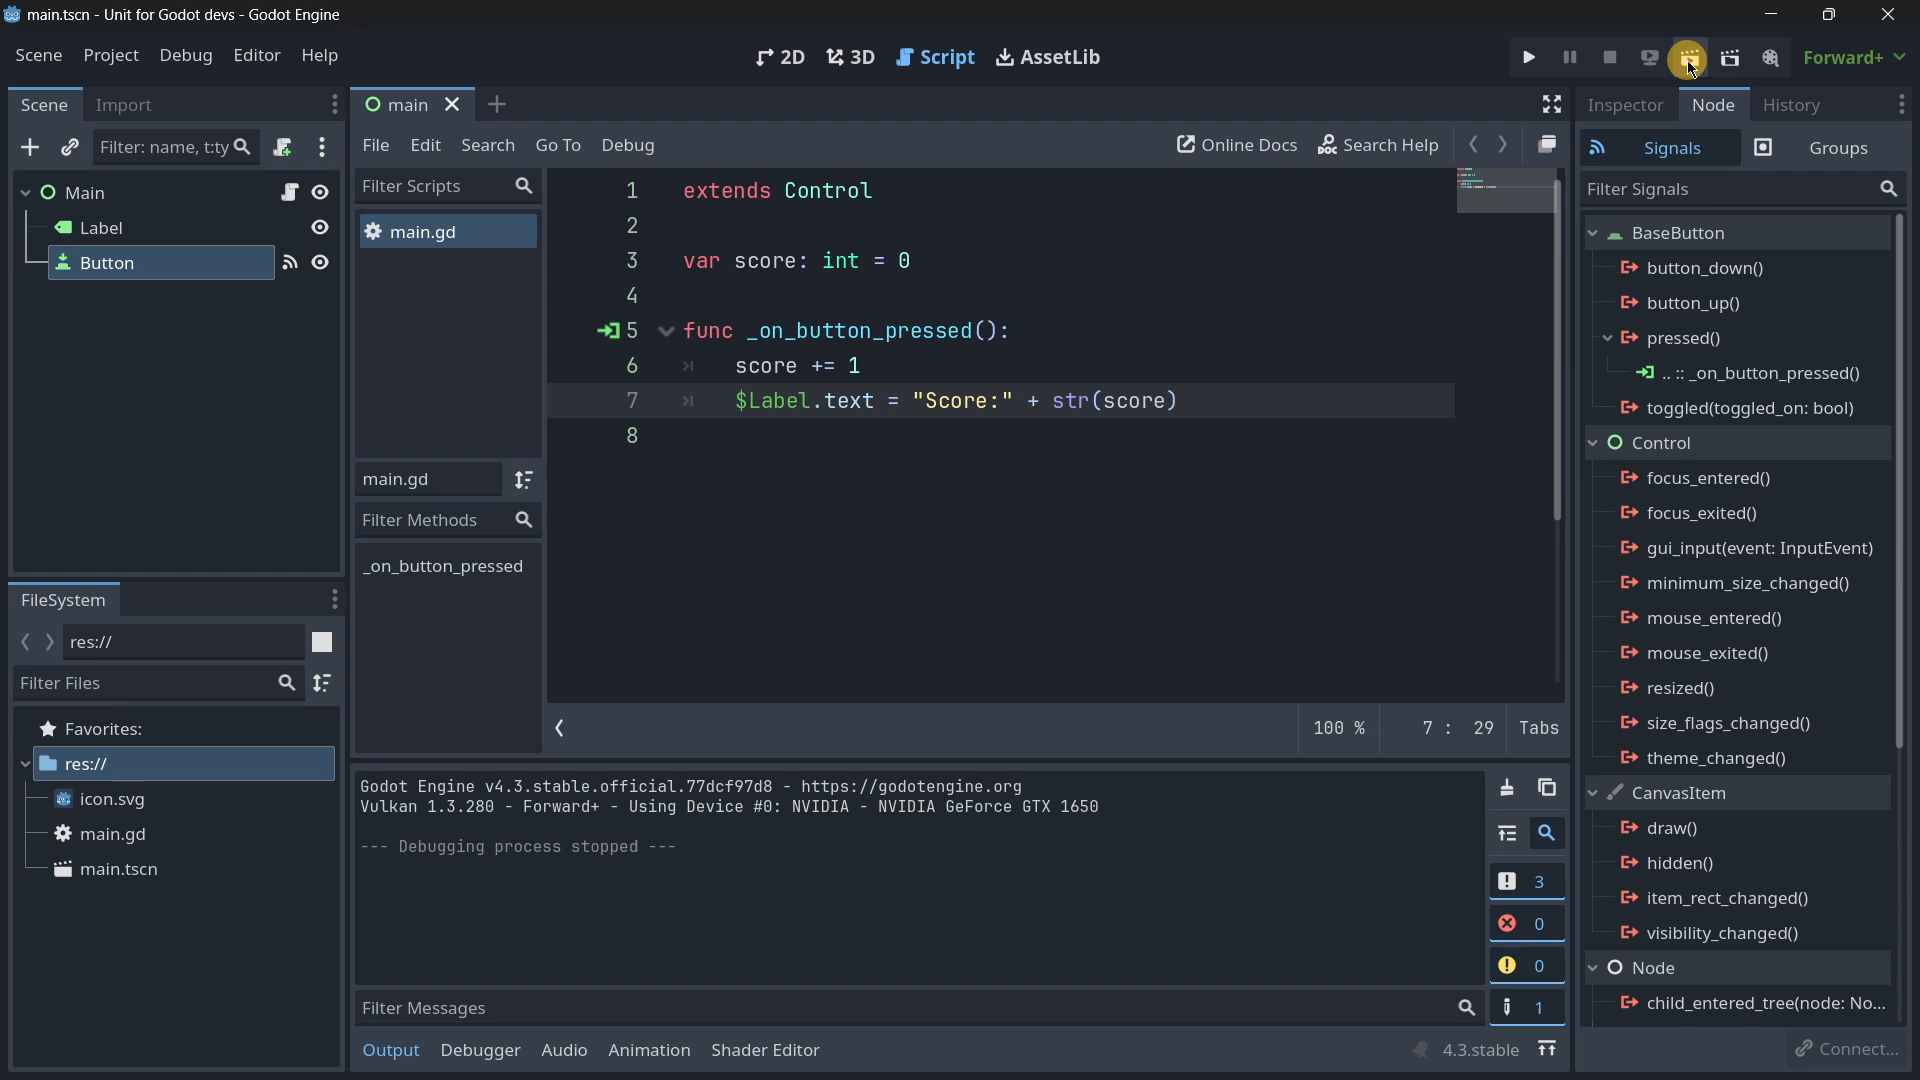 main.tscn - Unit for Godot devs - Godot Engine
Scene Project Debug Editor Help
2D 3D Script AssetLib
Forward+
Scene Import
main
Inspector Node History
Filter: name, t:ty
File Edit Search Go To Debug
Online Docs Search Help
Signals Groups
Filter Scripts
Filter Signals
Main
Label
Button
main.gd
main.gd
Filter Methods
_on_button_pressed
1 extends Control
2
3 var score: int = 0
4
5 func _on_button_pressed():
6 score += 1
7 $Label.text = "Score:" + str(score)
8
100 % 7 : 29 Tabs
BaseButton
button_down()
button_up()
pressed()
.. :: _on_button_pressed()
toggled(toggled_on: bool)
Control
focus_entered()
focus_exited()
gui_input(event: InputEvent)
minimum_size_changed()
mouse_entered()
mouse_exited()
resized()
size_flags_changed()
theme_changed()
CanvasItem
draw()
hidden()
item_rect_changed()
visibility_changed()
Node
child_entered_tree(node: No...
Connect...
FileSystem
res://
Filter Files
Favorites:
res://
icon.svg
main.gd
main.tscn
Godot Engine v4.3.stable.official.77dcf97d8 - https://godotengine.org
Vulkan 1.3.280 - Forward+ - Using Device #0: NVIDIA - NVIDIA GeForce GTX 1650
--- Debugging process stopped ---
3
0
0
1
Filter Messages
Output Debugger Audio Animation Shader Editor
4.3.stable